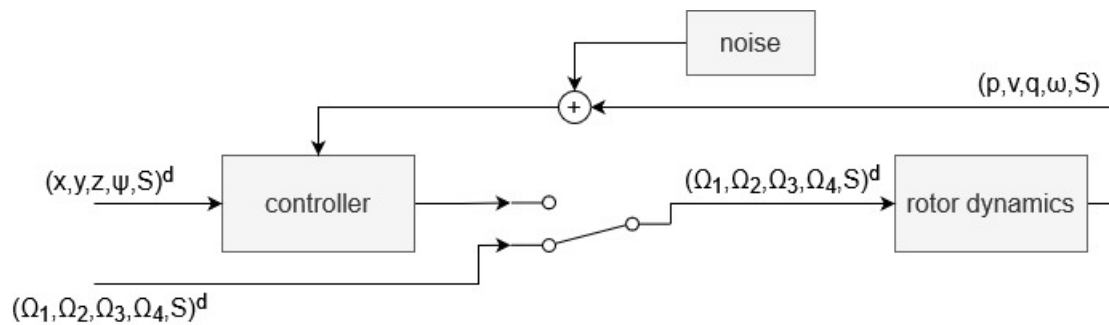 noise
(p,v,q,ω,S)
+
(x,y,z,ψ,S)ᵈ
controller
(Ω₁,Ω₂,Ω₃,Ω₄,S)ᵈ
rotor dynamics
(Ω₁,Ω₂,Ω₃,Ω₄,S)ᵈ